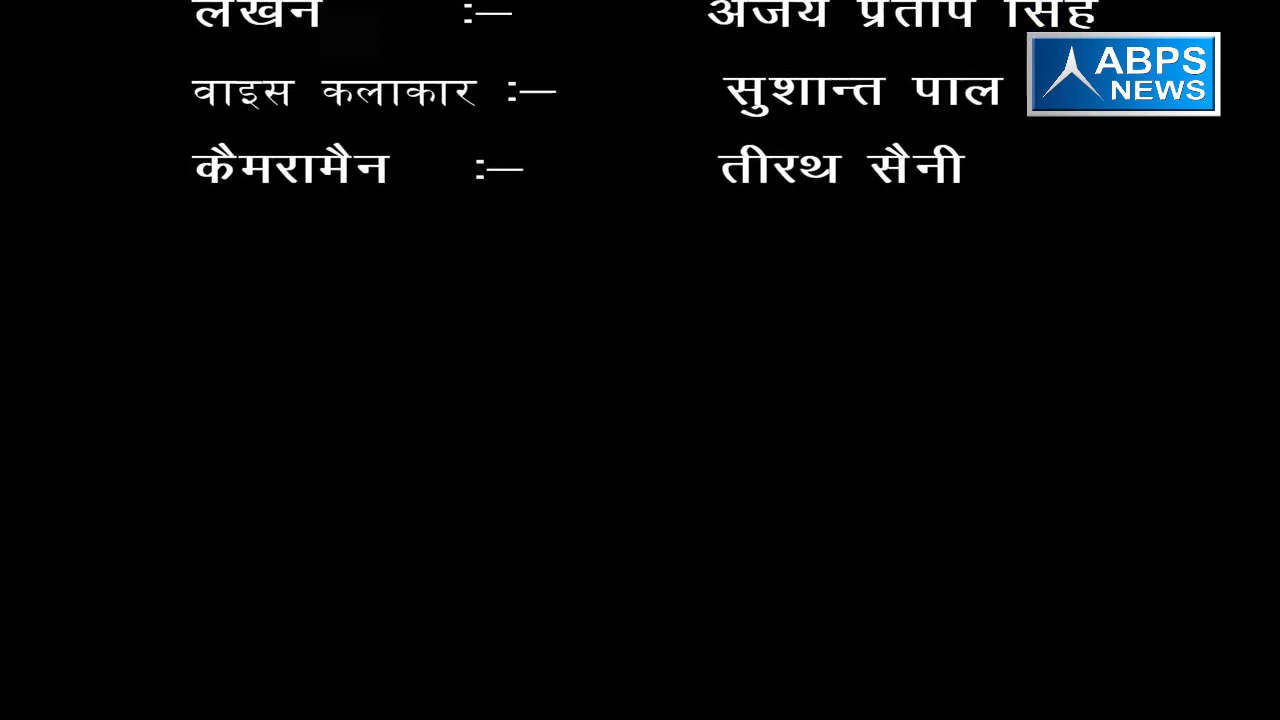 लेखन :— अजय प्रताप सिंह
वाइस कलाकार :— सुशान्त पाल
कैमरामैन :— तीरथ सैनी
ABPS
NEWS